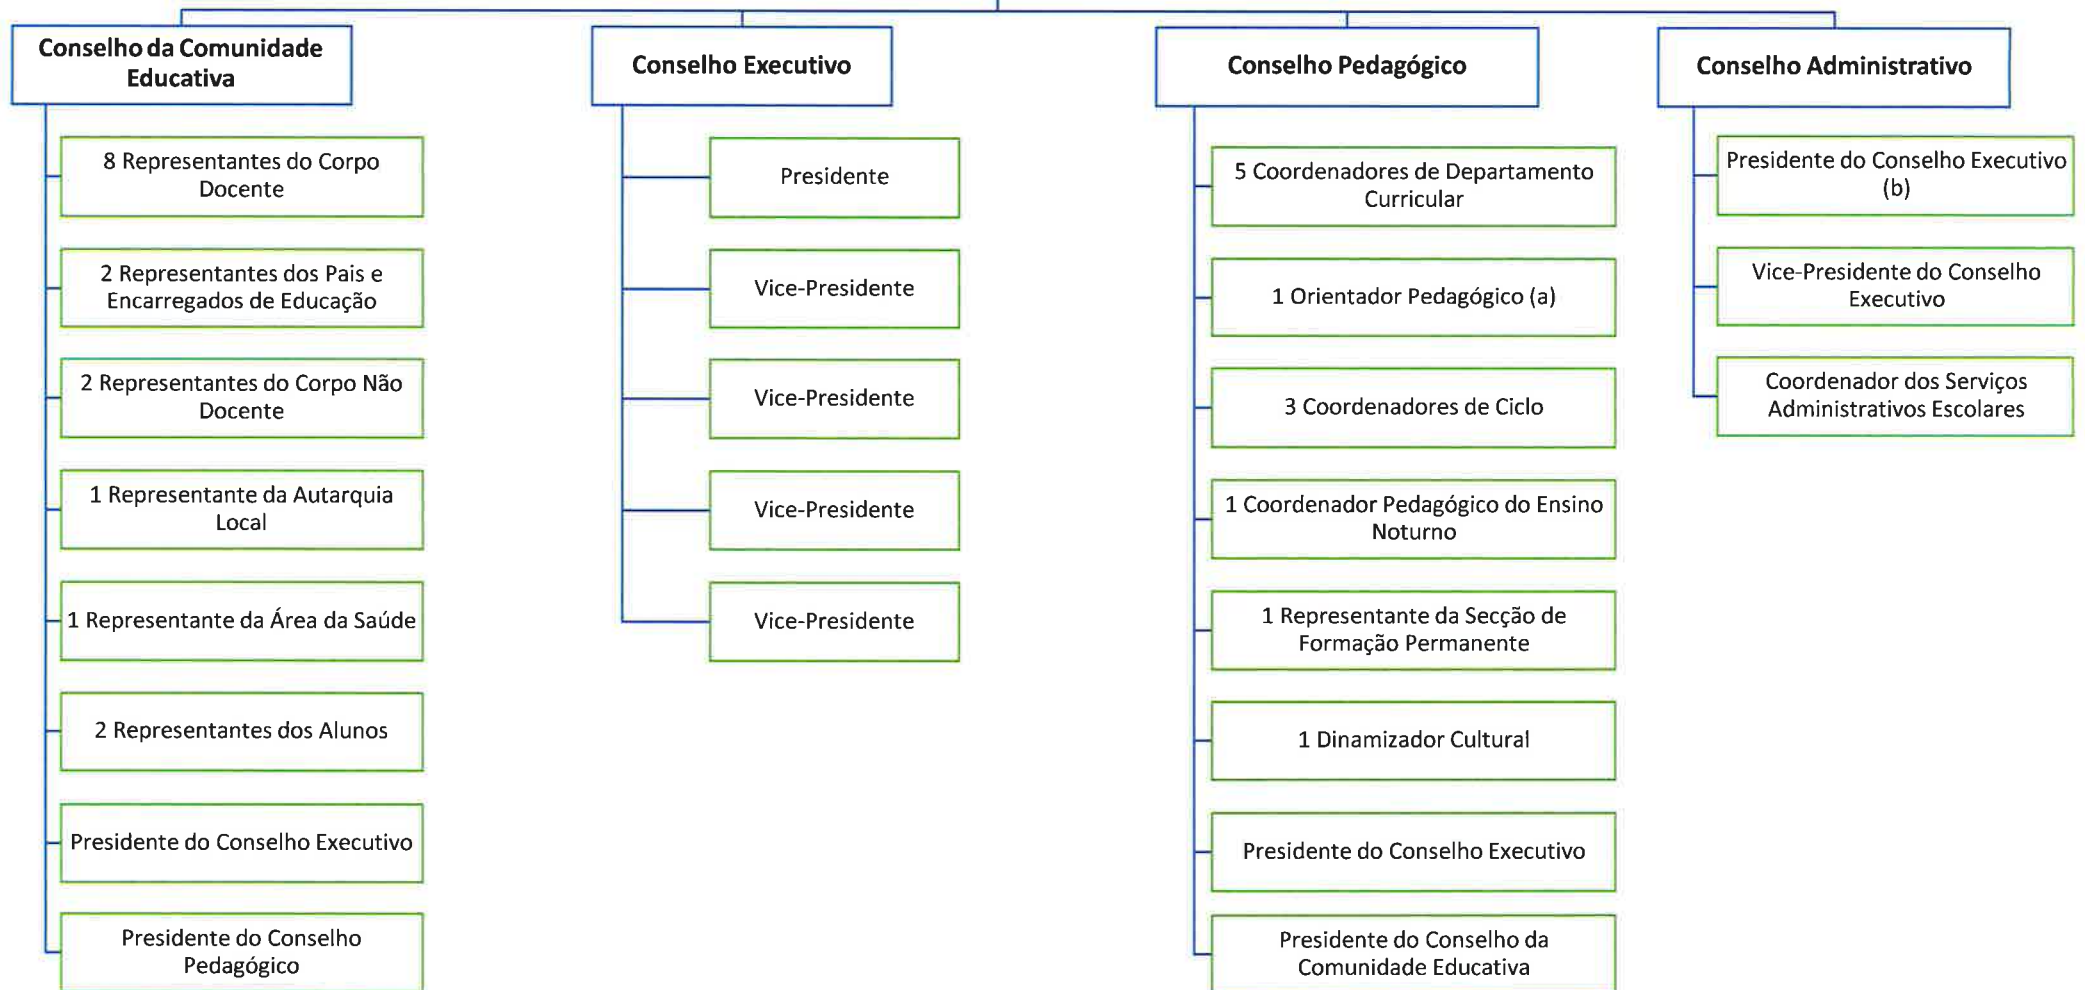 Conselho da Comunidade
Educativa
8 Representantes do Corpo
Docente
2 Representantes dos Pais e
Encarregados de Educação
2 Representantes do Corpo Não
Docente
1 Representante da Autarquia
Local
1 Representante da Área da Saúde
2 Representantes dos Alunos
Presidente do Conselho Executivo
Presidente do Conselho
Pedagógico
Conselho Executivo
Presidente
Vice-Presidente
Vice-Presidente
Vice-Presidente
Vice-Presidente
Conselho Pedagógico
5 Coordenadores de Departamento
Curricular
1 Orientador Pedagógico (a)
3 Coordenadores de Ciclo
1 Coordenador Pedagógico do Ensino
Noturno
1 Representante da Secção de
Formação Permanente
1 Dinamizador Cultural
Presidente do Conselho Executivo
Presidente do Conselho da
Comunidade Educativa
Conselho Administrativo
Presidente do Conselho Executivo
(b)
Vice-Presidente do Conselho
Executivo
Coordenador dos Serviços
Administrativos Escolares